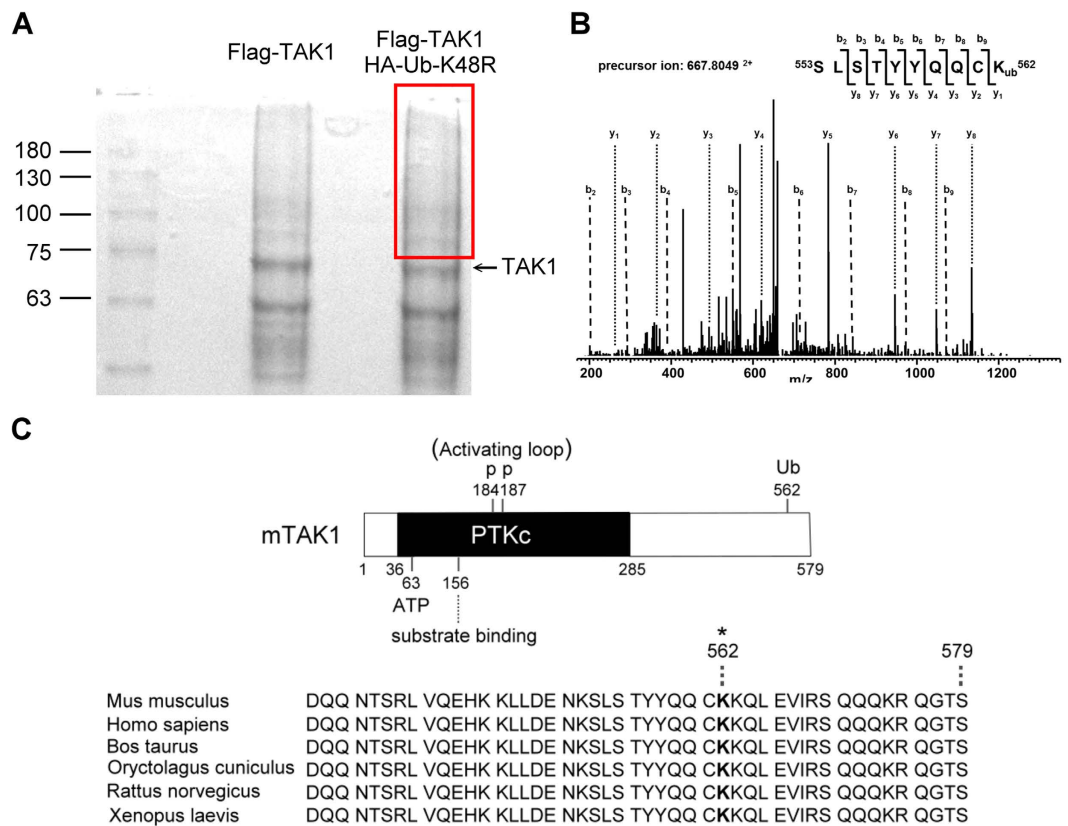 A
Flag-TAK1
Flag-TAK1
HA-Ub-K48R
180
130
100
75
63
TAK1
B
precursor ion: 667.8049 2+
b2 b3 b4 b5 b6 b7 b8 b9
553S L S T Y Y Q Q C Kub562
y8 y7 y6 y5 y4 y3 y2 y1
y1 y2 y3 y4 y5 y6 y7 y8
b2 b3 b4 b5 b6 b7 b8 b9
200 400 600 800 1000 1200
m/z
C
(Activating loop)
p p
184 187
Ub
562
mTAK1
PTKc
1 36 285 579
63 156
ATP
substrate binding
*
562 579
Mus musculus DQQ NTSRL VQEHK KLLDE NKSLS TYYQQ CKKQL EVIRS QQQKR QGTS
Homo sapiens DQQ NTSRL VQEHK KLLDE NKSLS TYYQQ CKKQL EVIRS QQQKR QGTS
Bos taurus DQQ NTSRL VQEHK KLLDE NKSLS TYYQQ CKKQL EVIRS QQQKR QGTS
Oryctolagus cuniculus DQQ NTSRL VQEHK KLLDE NKSLS TYYQQ CKKQL EVIRS QQQKR QGTS
Rattus norvegicus DQQ NTSRL VQEHK KLLDE NKSLS TYYQQ CKKQL EVIRS QQQKR QGTS
Xenopus laevis DQQ NTSRL VQEHK KLLDE NKSLS TYYQQ CKKQL EVIRS QQQKR QGTS